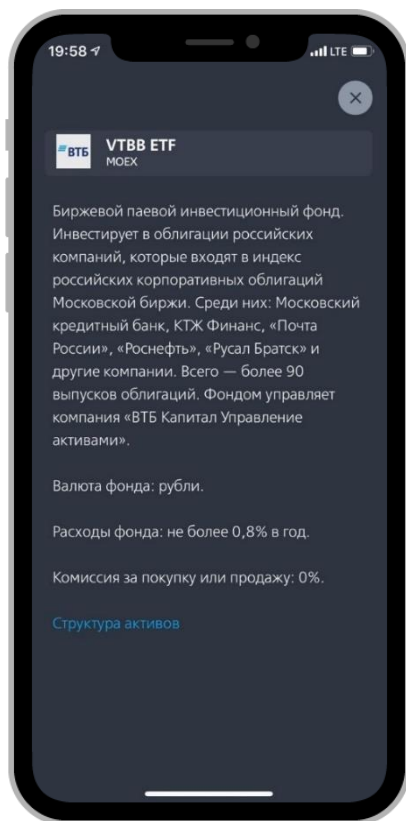 19:58
LTE
ВТБ
VTBB ETF
MOEX
Биржевой паевой инвестиционный фонд.
Инвестирует в облигации российских
компаний, которые входят в индекс
российских корпоративных облигаций
Московской биржи. Среди них: Московский
кредитный банк, КТЖ Финанс, «Почта
России», «Роснефть», «Русал Братск» и
другие компании. Всего — более 90
выпусков облигаций. Фондом управляет
компания «ВТБ Капитал Управление
активами».
Валюта фонда: рубли.
Расходы фонда: не более 0,8% в год.
Комиссия за покупку или продажу: 0%.
Структура активов